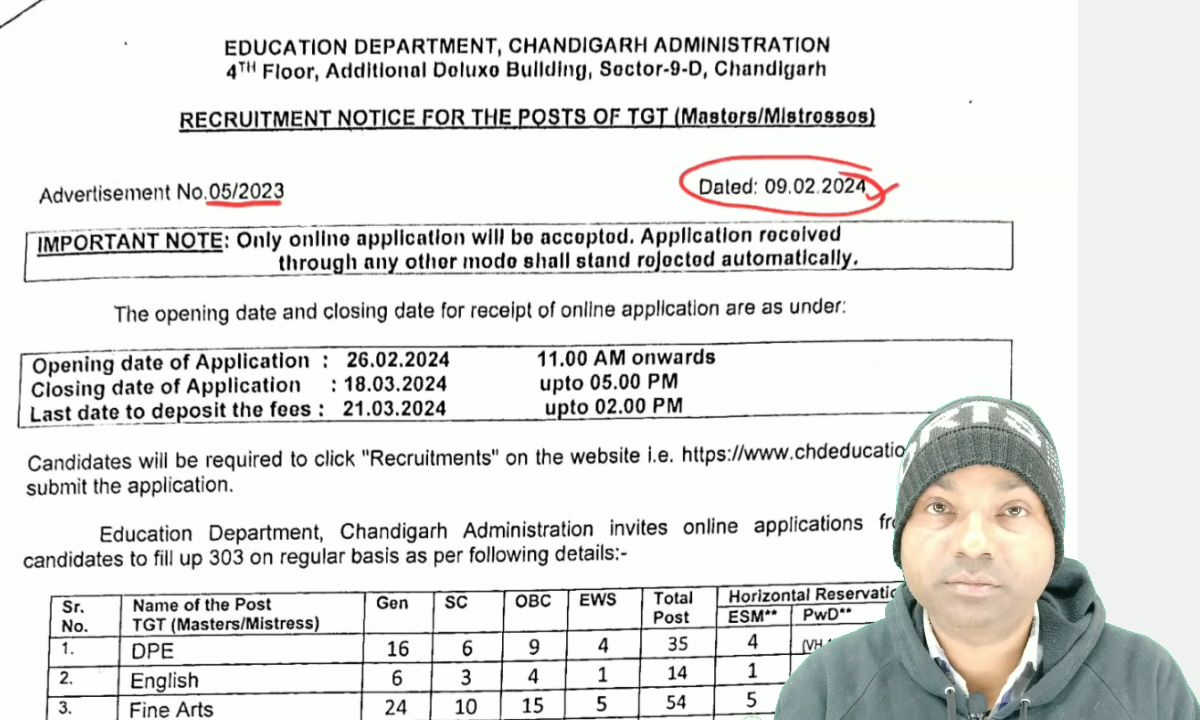 EDUCATION DEPARTMENT, CHANDIGARH ADMINISTRATION
4TH Floor, Additional Deluxe Building, Sector-9-D, Chandigarh
RECRUITMENT NOTICE FOR THE POSTS OF TGT (Masters/Mistresses)
Advertisement No.05/2023 Dated: 09.02.2024
IMPORTANT NOTE: Only online application will be accepted. Application received
through any other mode shall stand rejected automatically.
The opening date and closing date for receipt of online application are as under:
Opening date of Application : 26.02.2024 11.00 AM onwards
Closing date of Application : 18.03.2024 upto 05.00 PM
Last date to deposit the fees : 21.03.2024 upto 02.00 PM
Candidates will be required to click "Recruitments" on the website i.e. https://www.chdeducatio
submit the application.
Education Department, Chandigarh Administration invites online applications
candidates to fill up 303 on regular basis as per following details:-
Sr. No. Name of the Post TGT (Masters/Mistress) Gen SC OBC EWS Total Post Horizontal Reservatio
ESM** PwD**
1. DPE 16 6 9 4 35 4 (VH
2. English 6 3 4 1 14 1
3. Fine Arts 24 10 15 5 54 5